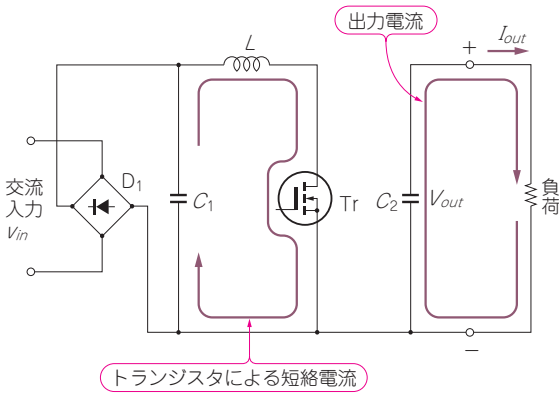 出力電流
+
Iout
L
交流
入力
vin
D1
C1
Tr
C2
Vout
負荷
−
トランジスタによる短絡電流